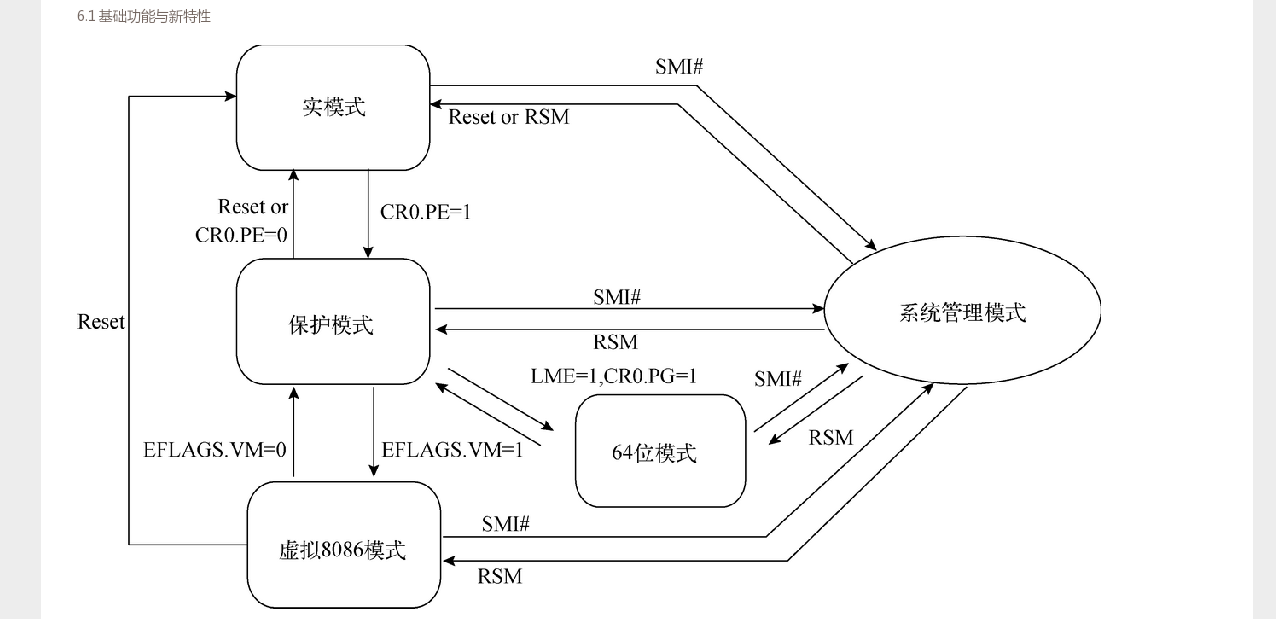 6.1 基础功能与新特性
SMI#
实模式
Reset or RSM
Reset or
CR0.PE=0
CR0.PE=1
SMI#
系统管理模式
保护模式
Reset
RSM
LME=1,CR0.PG=1
SMI#
EFLAGS.VM=0
EFLAGS.VM=1
64位模式
RSM
SMI#
虚拟8086模式
RSM